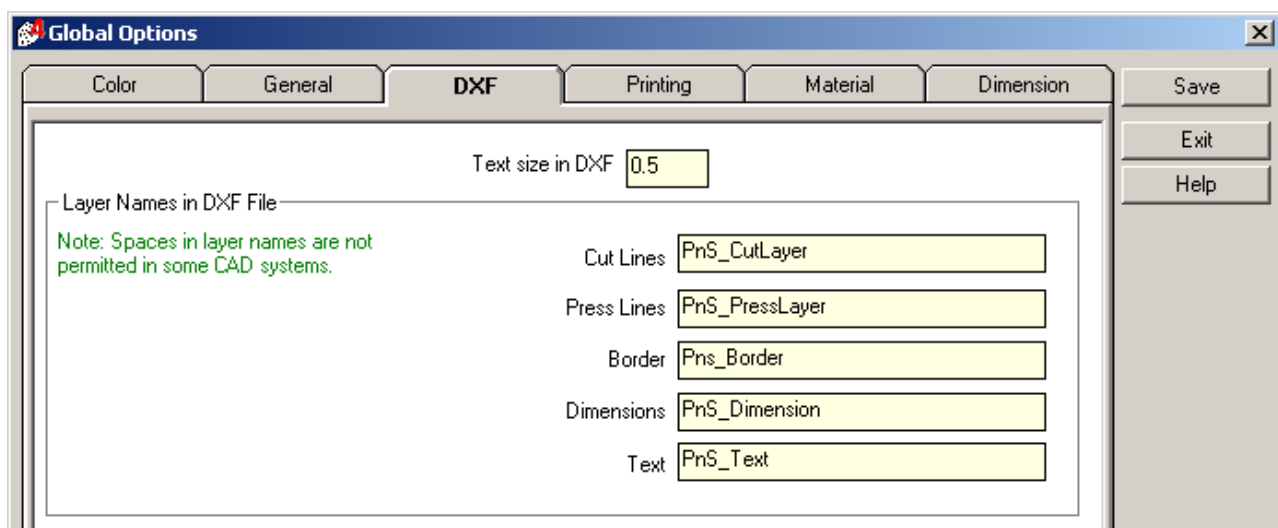 Global Options
Color General DXF Printing Material Dimension
Save
Exit
Help
Text size in DXF 0.5
Layer Names in DXF File
Note: Spaces in layer names are not
permitted in some CAD systems.
Cut Lines PnS_CutLayer
Press Lines PnS_PressLayer
Border Pns_Border
Dimensions PnS_Dimension
Text PnS_Text